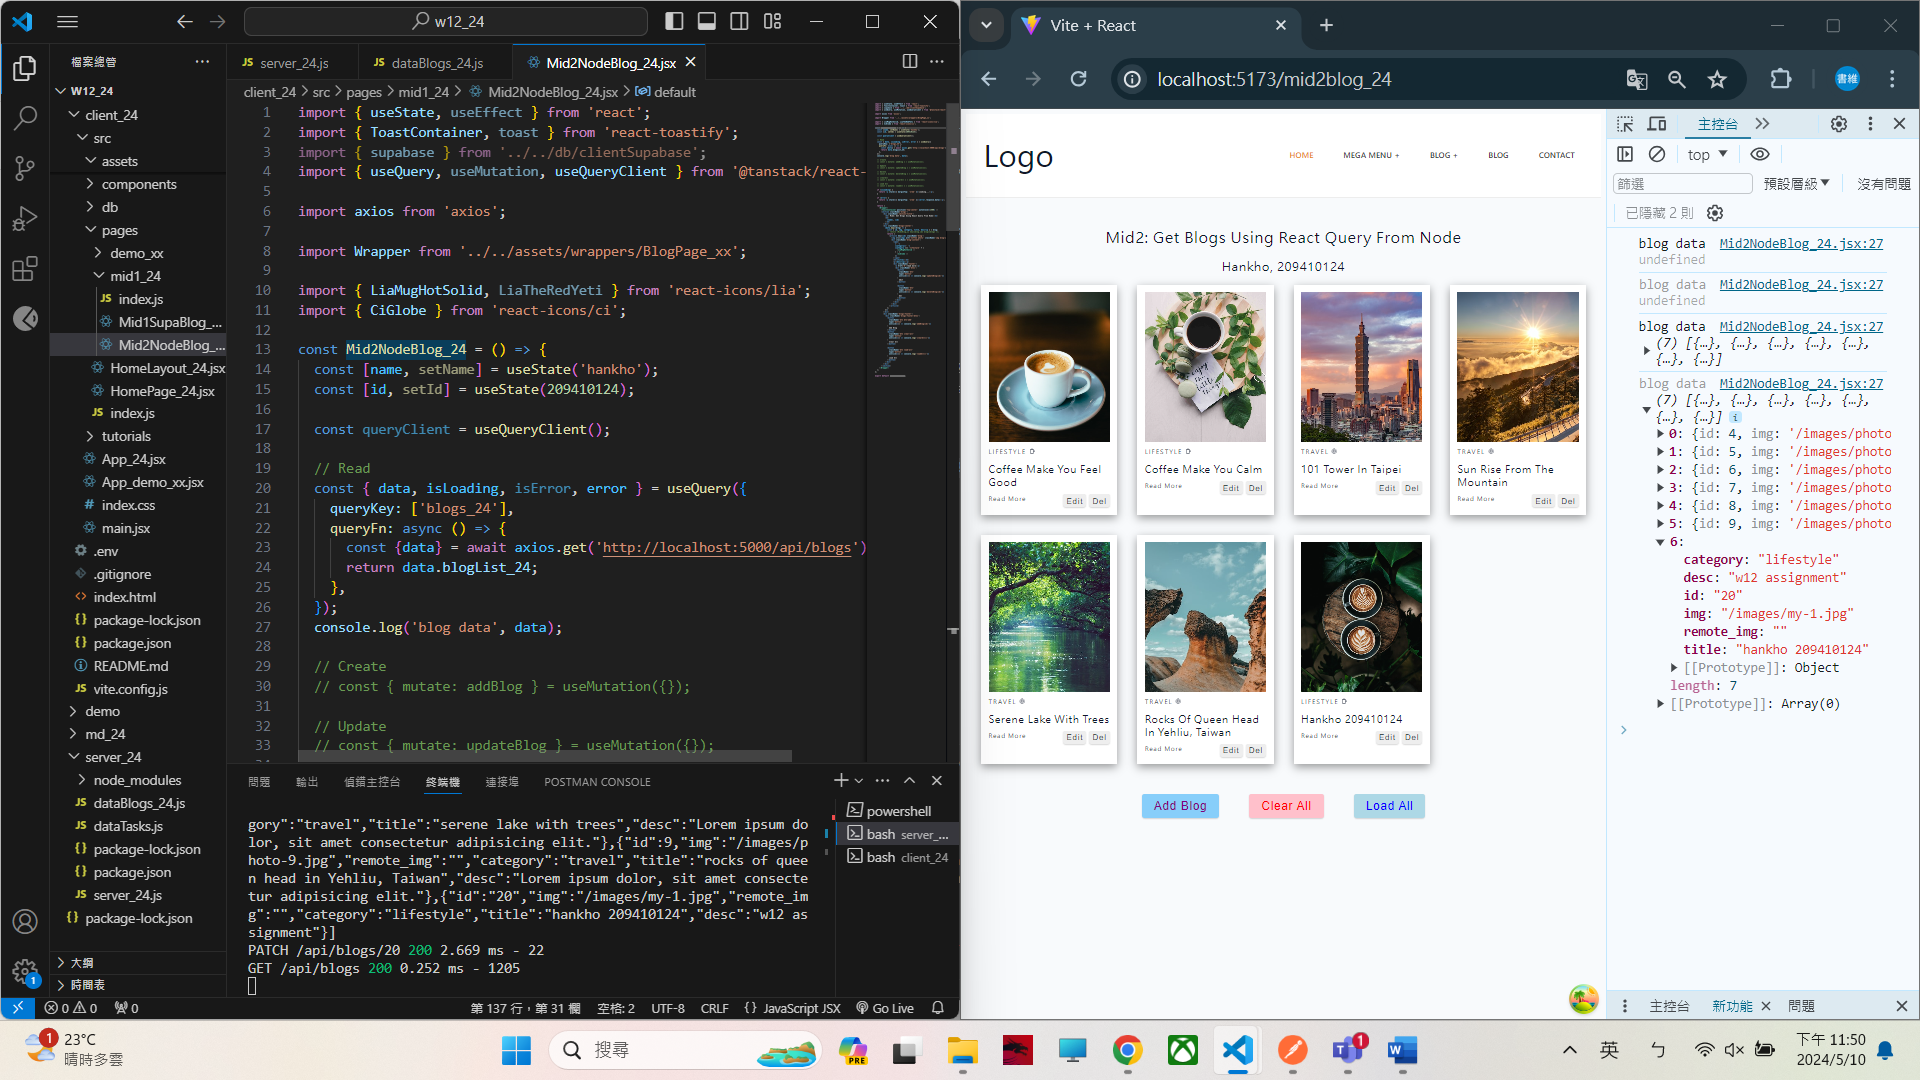 w12_24
檔案總管
W12_24
client_24
src
assets
components
db
pages
demo_xx
mid1_24
index.js
Mid1SupaBlog_...
Mid2NodeBlog_...
HomeLayout_24.jsx
HomePage_24.jsx
index.js
tutorials
App_24.jsx
App_demo_xx.jsx
index.css
main.jsx
.env
.gitignore
index.html
package-lock.json
package.json
README.md
vite.config.js
demo
md_24
server_24
node_modules
dataBlogs_24.js
dataTasks.js
package-lock.json
package.json
server_24.js
package-lock.json
大綱
時間表
server_24.js
dataBlogs_24.js
Mid2NodeBlog_24.jsx
client_24 > src > pages > mid1_24 > Mid2NodeBlog_24.jsx > default
1 import { useState, useEffect } from 'react';
2 import { ToastContainer, toast } from 'react-toastify';
3 import { supabase } from '../../db/clientSupabase';
4 import { useQuery, useMutation, useQueryClient } from '@tanstack/react-
5
6 import axios from 'axios';
7
8 import Wrapper from '../../assets/wrappers/BlogPage_xx';
9
10 import { LiaMugHotSolid, LiaTheRedYeti } from 'react-icons/lia';
11 import { CiGlobe } from 'react-icons/ci';
12
13 const Mid2NodeBlog_24 = () => {
14 const [name, setName] = useState('hankho');
15 const [id, setId] = useState(209410124);
16
17 const queryClient = useQueryClient();
18
19 // Read
20 const { data, isLoading, isError, error } = useQuery({
21 queryKey: ['blogs_24'],
22 queryFn: async () => {
23 const {data} = await axios.get('http://localhost:5000/api/blogs')
24 return data.blogList_24;
25 },
26 });
27 console.log('blog data', data);
28
29 // Create
30 // const { mutate: addBlog } = useMutation({});
31
32 // Update
33 // const { mutate: updateBlog } = useMutation({});
問題 輸出 偵錯主控台 終端機 連接埠 POSTMAN CONSOLE
gory":"travel","title":"serene lake with trees","desc":"Lorem ipsum do
lor, sit amet consectetur adipisicing elit."},{"id":9,"img":"/images/p
hoto-9.jpg","remote_img":"","category":"travel","title":"rocks of quee
n head in Yehliu, Taiwan","desc":"Lorem ipsum dolor, sit amet consecte
tur adipisicing elit."},{"id":"20","img":"/images/my-1.jpg","remote_im
g":"","category":"lifestyle","title":"hankho 209410124","desc":"w12 as
signment"}]
PATCH /api/blogs/20 200 2.669 ms - 22
GET /api/blogs 200 0.252 ms - 1205
powershell
bash server_...
bash client_24
0 0 0
第 137 行，第 31 欄 空格: 2 UTF-8 CRLF {} JavaScript JSX Go Live
Vite + React
localhost:5173/mid2blog_24
書維
Logo
HOME MEGA MENU + BLOG + BLOG CONTACT
Mid2: Get Blogs Using React Query From Node
Hankho, 209410124
LIFESTYLE
Coffee Make You Feel
Good
Read More
Edit Del
LIFESTYLE
Coffee Make You Calm
Read More
Edit Del
TRAVEL
101 Tower In Taipei
Read More
Edit Del
TRAVEL
Sun Rise From The
Mountain
Read More
Edit Del
TRAVEL
Serene Lake With Trees
Read More
Edit Del
TRAVEL
Rocks Of Queen Head
In Yehliu, Taiwan
Read More
Edit Del
LIFESTYLE
Hankho 209410124
Read More
Edit Del
Add Blog Clear All Load All
主控台
top
篩選 預設層級 沒有問題
已隱藏 2 則
blog data Mid2NodeBlog_24.jsx:27
undefined
blog data Mid2NodeBlog_24.jsx:27
undefined
blog data Mid2NodeBlog_24.jsx:27
(7) [{…}, {…}, {…}, {…}, {…},
{…}, {…}]
blog data Mid2NodeBlog_24.jsx:27
(7) [{…}, {…}, {…}, {…}, {…},
{…}, {…}] i
0: {id: 4, img: '/images/photo
1: {id: 5, img: '/images/photo
2: {id: 6, img: '/images/photo
3: {id: 7, img: '/images/photo
4: {id: 8, img: '/images/photo
5: {id: 9, img: '/images/photo
6:
category: "lifestyle"
desc: "w12 assignment"
id: "20"
img: "/images/my-1.jpg"
remote_img: ""
title: "hankho 209410124"
[[Prototype]]: Object
length: 7
[[Prototype]]: Array(0)
主控台 新功能 問題
1
23°C
晴時多雲
搜尋
PRE
1
英
ㄅ
下午 11:50
2024/5/10